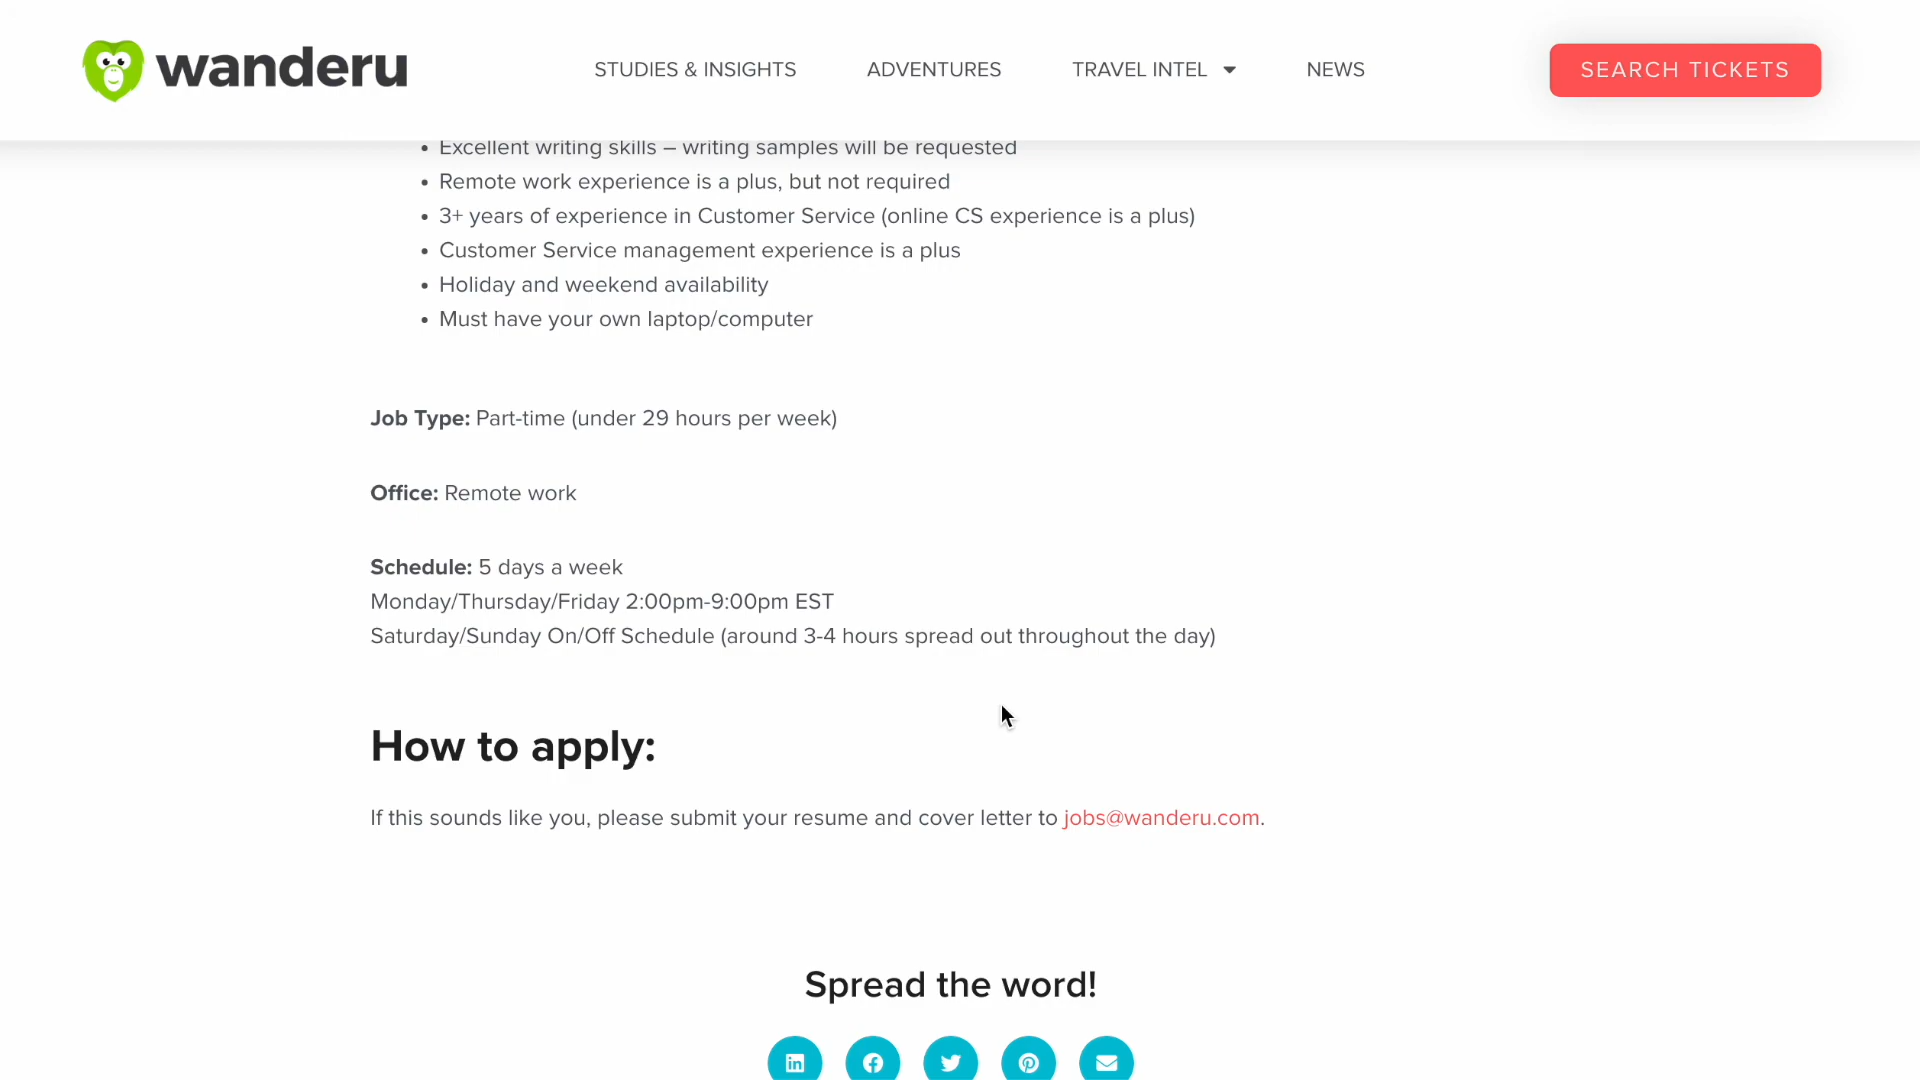 wanderu
STUDIES & INSIGHTS
ADVENTURES
TRAVEL INTEL
NEWS
SEARCH TICKETS
• Excellent writing skills – writing samples will be requested
• Remote work experience is a plus, but not required
• 3+ years of experience in Customer Service (online CS experience is a plus)
• Customer Service management experience is a plus
• Holiday and weekend availability
• Must have your own laptop/computer
Job Type: Part-time (under 29 hours per week)
Office: Remote work
Schedule: 5 days a week
Monday/Thursday/Friday 2:00pm-9:00pm EST
Saturday/Sunday On/Off Schedule (around 3-4 hours spread out throughout the day)
How to apply:
If this sounds like you, please submit your resume and cover letter to jobs@wanderu.com.
Spread the word!